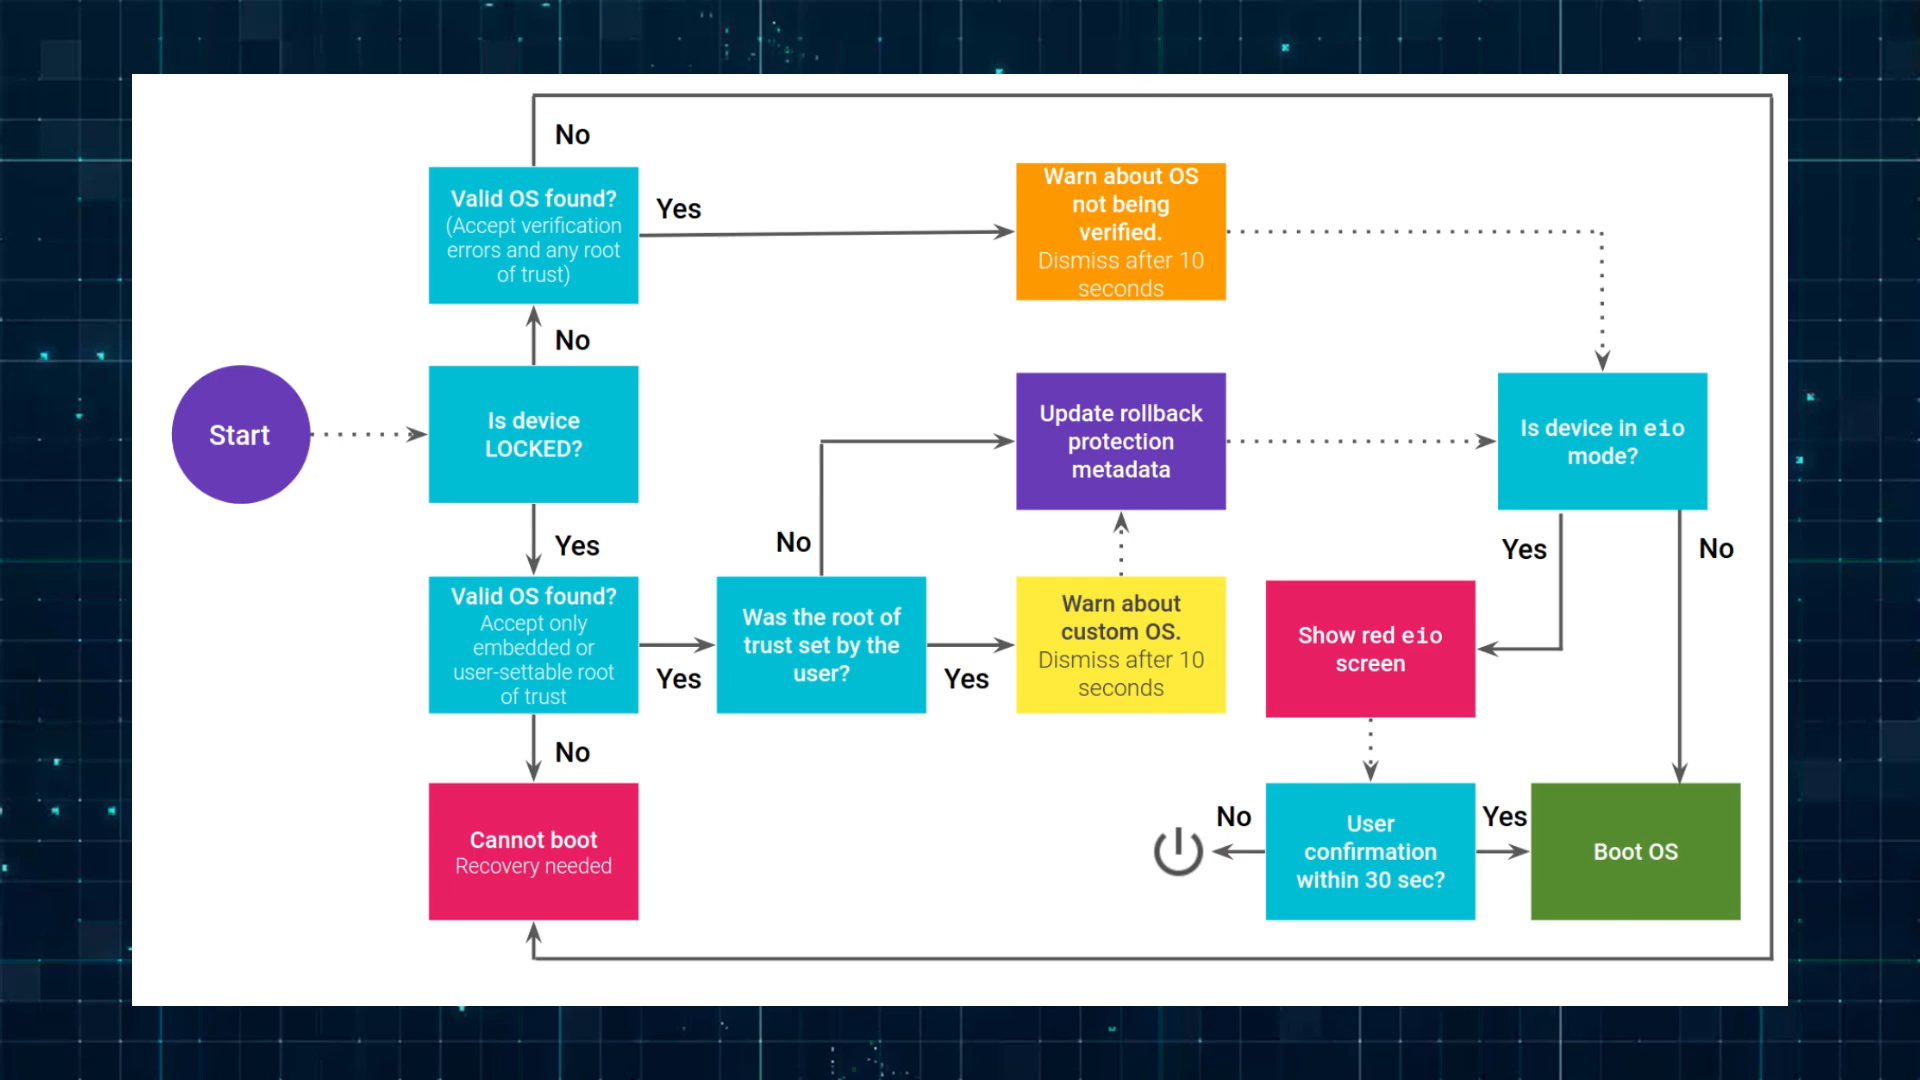 No
Valid OS found?
(Accept verification
errors and any root
of trust)
Yes
Warn about OS
not being
verified.
Dismiss after 10
seconds
No
Start
Is device
LOCKED?
Update rollback
protection
metadata
Is device in eio
mode?
Yes
No
Yes
No
Valid OS found?
Accept only
embedded or
user-settable root
of trust
Yes
Was the root of
trust set by the
user?
Yes
Warn about
custom OS.
Dismiss after 10
seconds
Show red eio
screen
No
Cannot boot
Recovery needed
No
User
confirmation
within 30 sec?
Yes
Boot OS